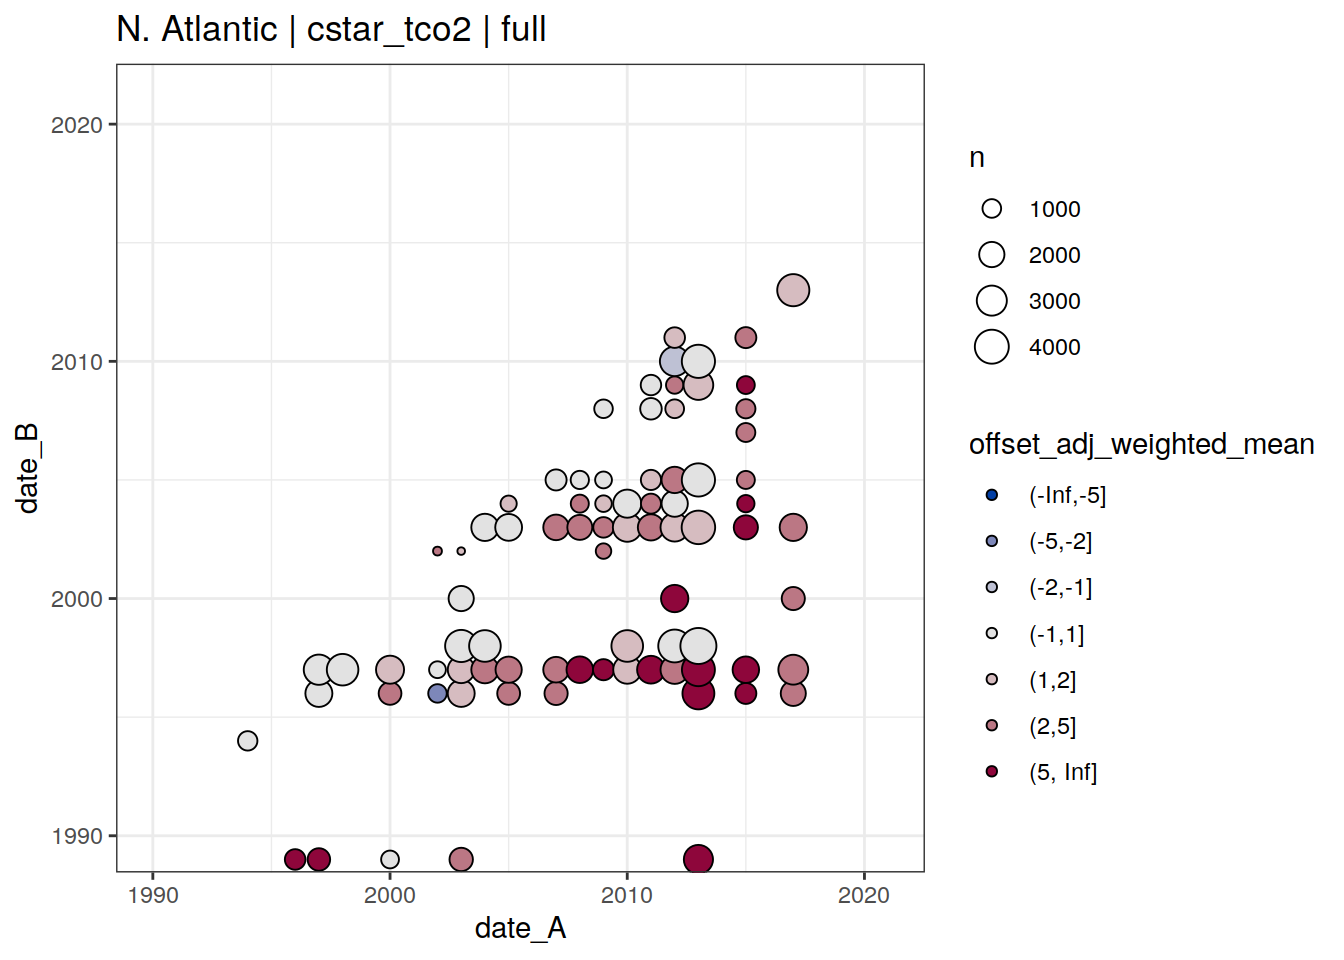 N. Atlantic | cstar_tco2 | full
2020
2010
2000
1990
date_B
1990
2000
2010
2020
date_A
n
1000
2000
3000
4000
offset_adj_weighted_mean
(-Inf,-5]
(-5,-2]
(-2,-1]
(-1,1]
(1,2]
(2,5]
(5, Inf]